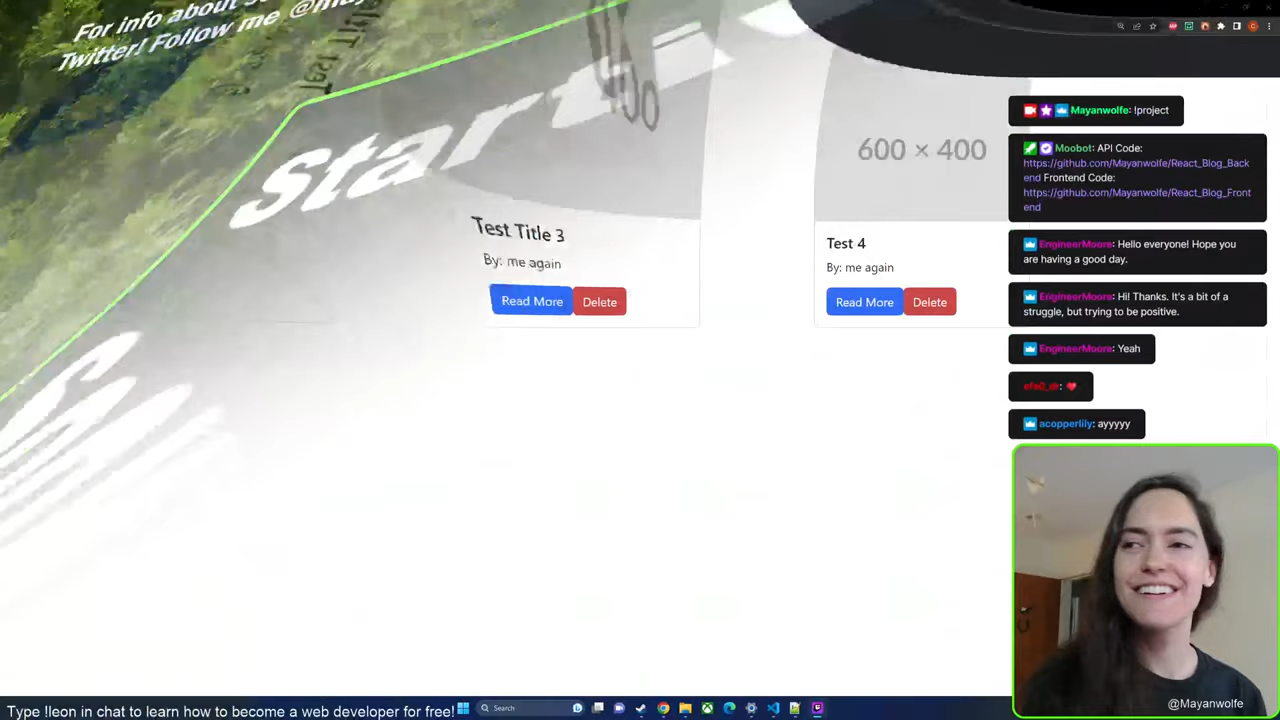 For info about
Twitter! Follow me @may
Test Tit
Start
600 × 400
Test Title 3
By: me again
Read More
Delete
Test 4
By: me again
Read More
Delete
Mayanwolfe: !project
Moobot: API Code:
https://github.com/Mayanwolfe/React_Blog_Back
end Frontend Code:
https://github.com/Mayanwolfe/React_Blog_Front
end
EngineerMoore: Hello everyone! Hope you
are having a good day.
EngineerMoore: Hi! Thanks. It's a bit of a
struggle, but trying to be positive.
EngineerMoore: Yeah
acopperlily: ayyyyy
@Mayanwolfe
Type !leon in chat to learn how to become a web developer for free!
Search